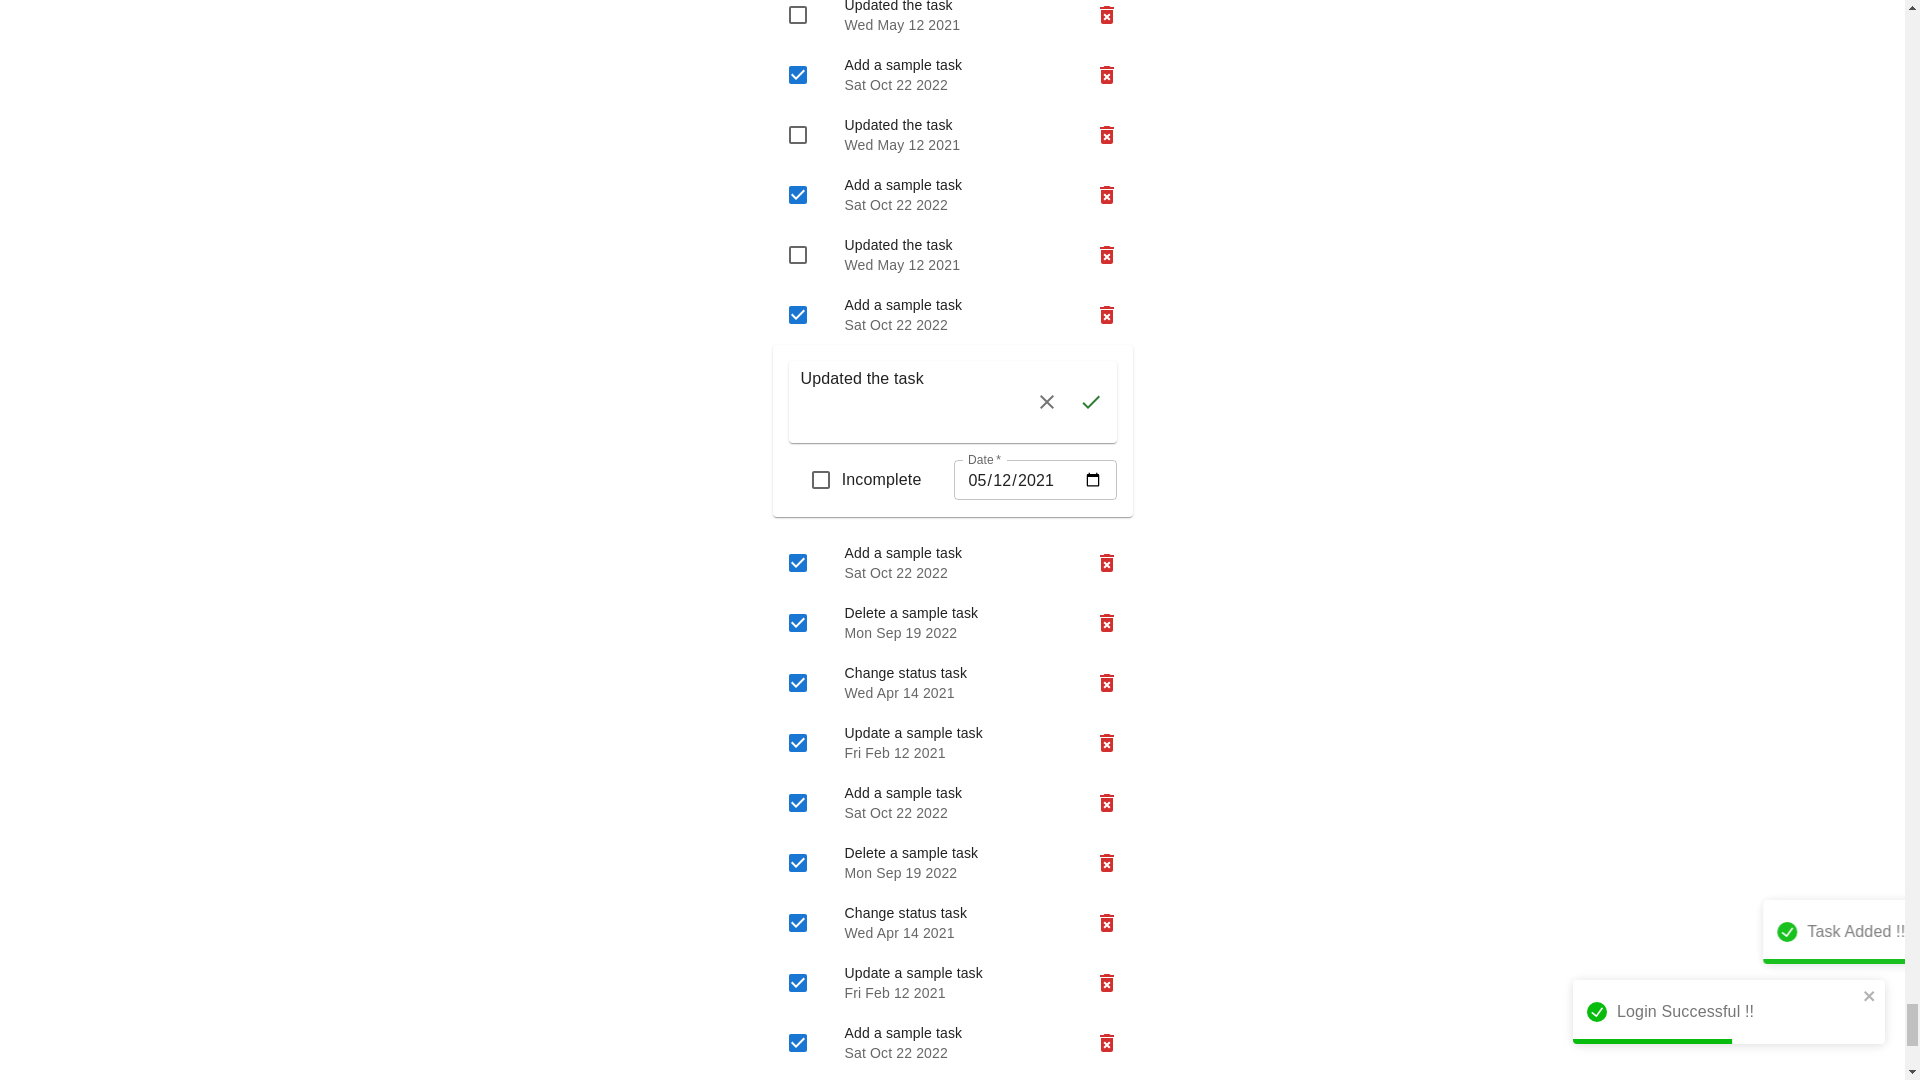 Updated the task
Wed May 12 2021
Add a sample task
Sat Oct 22 2022
Updated the task
Wed May 12 2021
Add a sample task
Sat Oct 22 2022
Updated the task
Wed May 12 2021
Add a sample task
Sat Oct 22 2022
Updated the task
Incomplete
Date *
05/12/2021
Add a sample task
Sat Oct 22 2022
Delete a sample task
Mon Sep 19 2022
Change status task
Wed Apr 14 2021
Update a sample task
Fri Feb 12 2021
Add a sample task
Sat Oct 22 2022
Delete a sample task
Mon Sep 19 2022
Change status task
Wed Apr 14 2021
Update a sample task
Fri Feb 12 2021
Add a sample task
Sat Oct 22 2022
Task Added !!
Login Successful !!